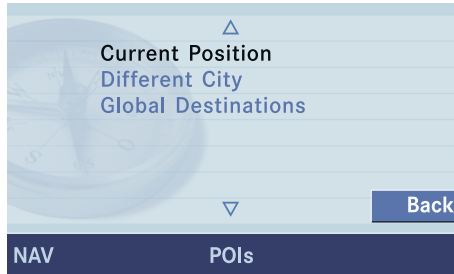 Current Position
Different City
Global Destinations
Back
NAV POIs